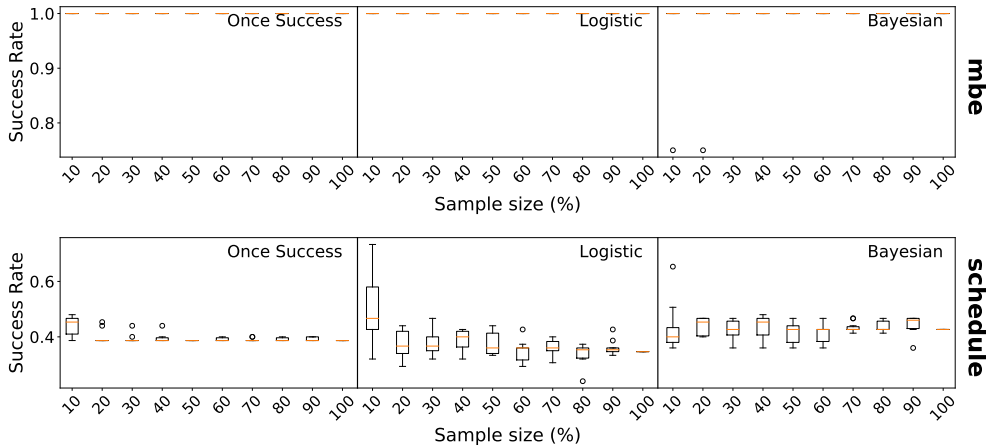 Once Success Logistic Bayesian
1.0
0.9
0.8
Success Rate
mbe
10 20 30 40 50 60 70 80 90 100 10 20 30 40 50 60 70 80 90 100 10 20 30 40 50 60 70 80 90 100
Sample size (%)
Once Success Logistic Bayesian
0.6
0.4
Success Rate
schedule
10 20 30 40 50 60 70 80 90 100 10 20 30 40 50 60 70 80 90 100 10 20 30 40 50 60 70 80 90 100
Sample size (%)